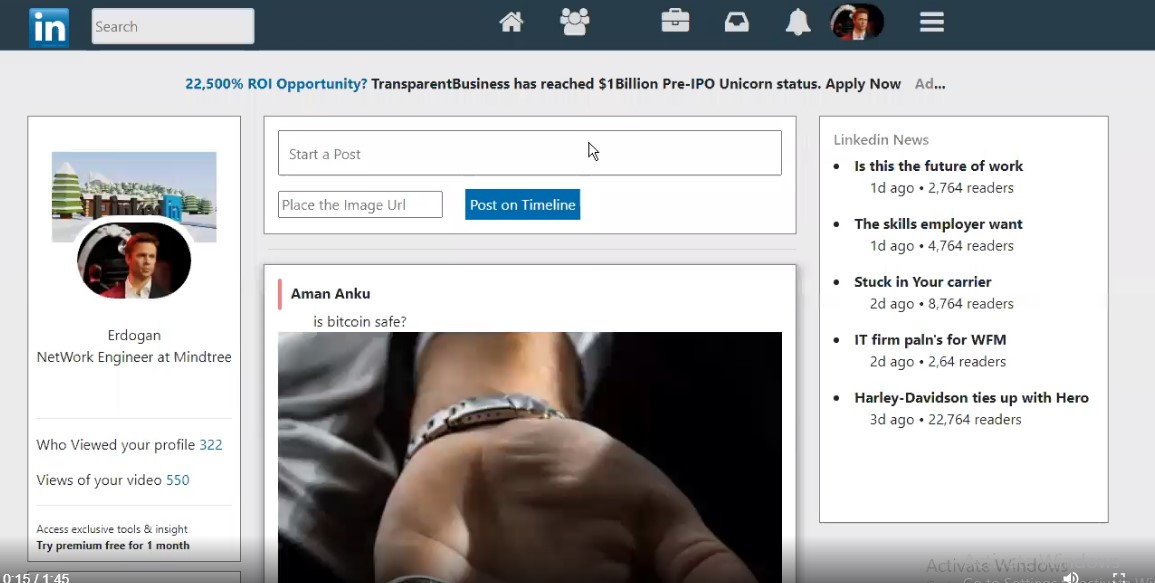 in
Search
22,500% ROI Opportunity? TransparentBusiness has reached $1Billion Pre-IPO Unicorn status. Apply Now Ad...
Erdogan
NetWork Engineer at Mindtree
Who Viewed your profile 322
Views of your video 550
Access exclusive tools & insight
Try premium free for 1 month
Start a Post
Place the Image Url
Post on Timeline
Aman Anku
is bitcoin safe?
Linkedin News
Is this the future of work
1d ago • 2,764 readers
The skills employer want
1d ago • 4,764 readers
Stuck in Your carrier
2d ago • 8,764 readers
IT firm paln's for WFM
2d ago • 2,64 readers
Harley-Davidson ties up with Hero
3d ago • 22,764 readers
Activate Windows
Go to Settings
0:15 / 1:45